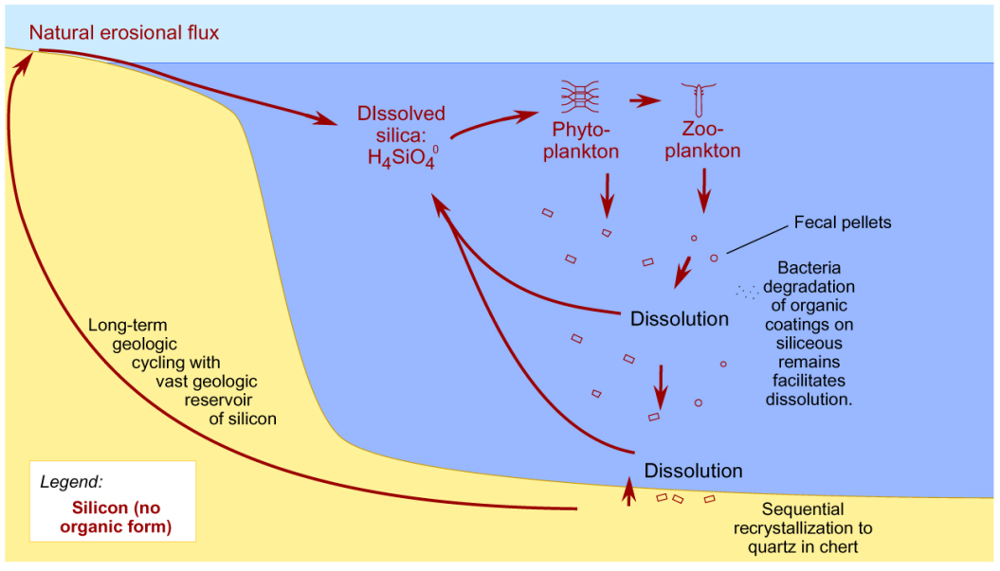 Natural erosional flux
DIssolved
silica:
H4SiO4 0
Phyto-
plankton
Zoo-
plankton
Fecal pellets
Bacteria
degradation
of organic
coatings on
siliceous
remains
facilitates
dissolution.
Dissolution
Long-term
geologic
cycling with
vast geologic
reservoir
of silicon
Dissolution
Legend:
Silicon (no
organic form)
Sequential
recrystallization to
quartz in chert